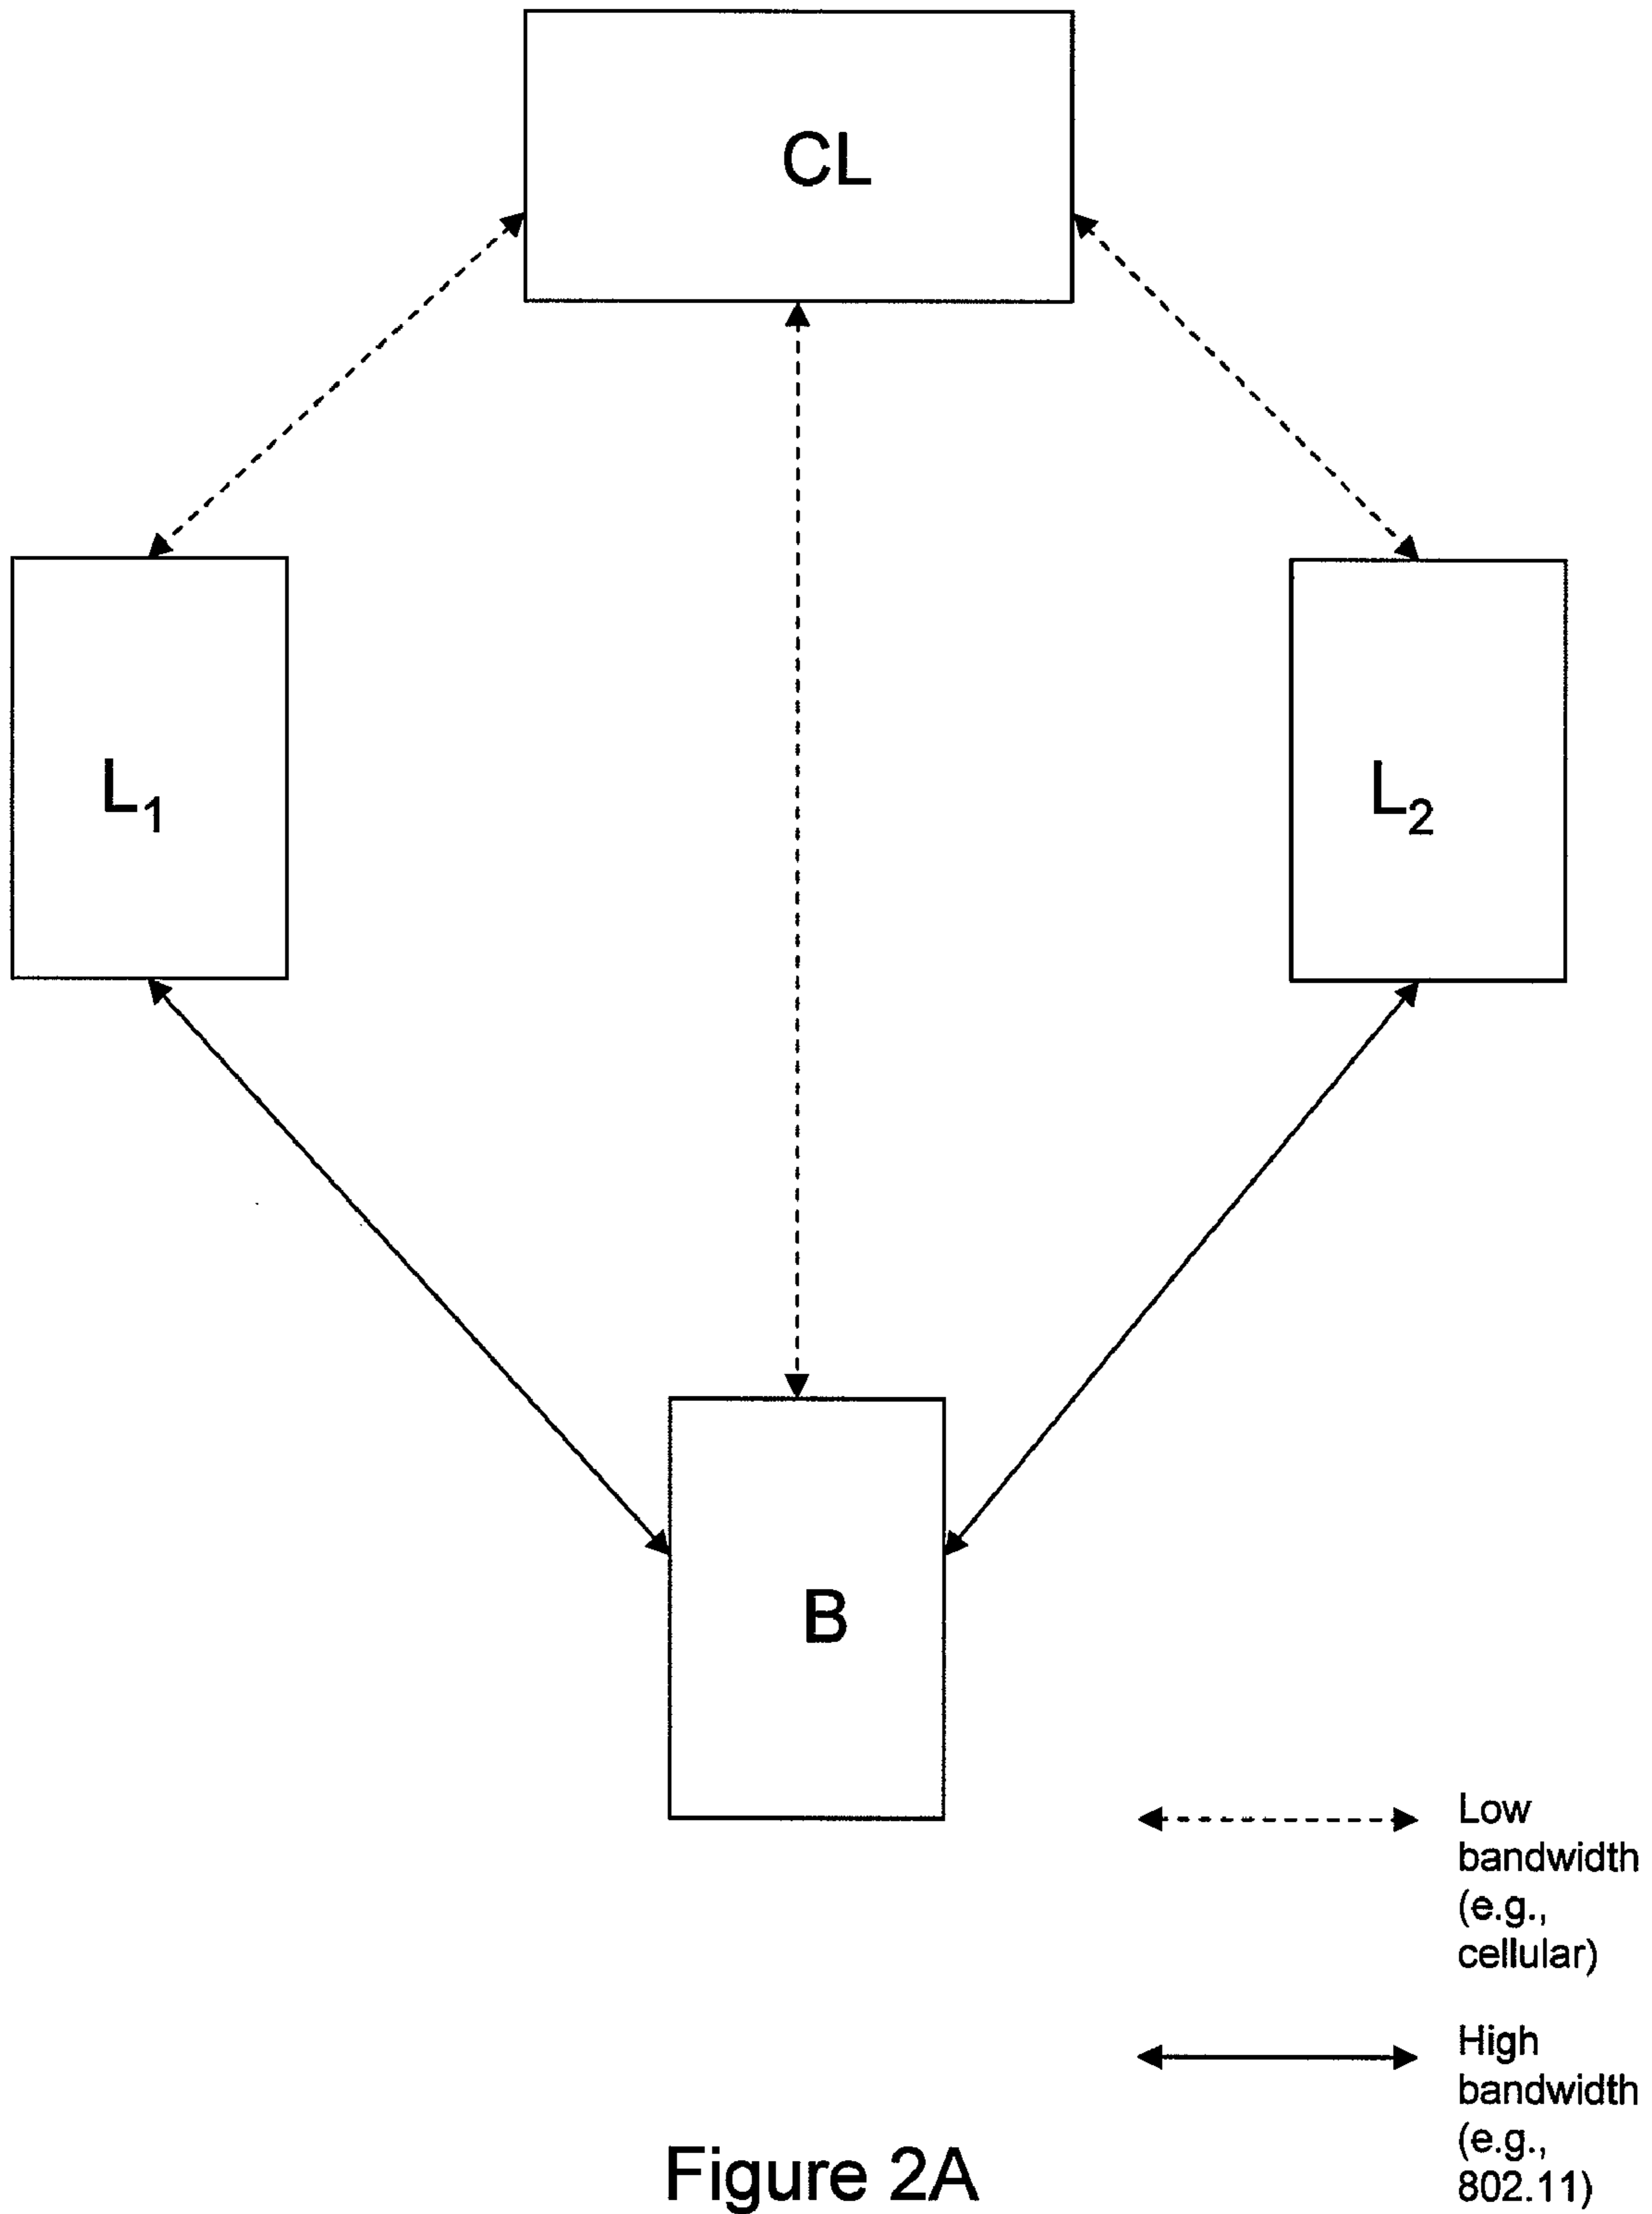 CL
L1
L2
B
Low
bandwidth
(e.g.,
cellular)
High
bandwidth
(e.g.,
802.11)
Figure 2A